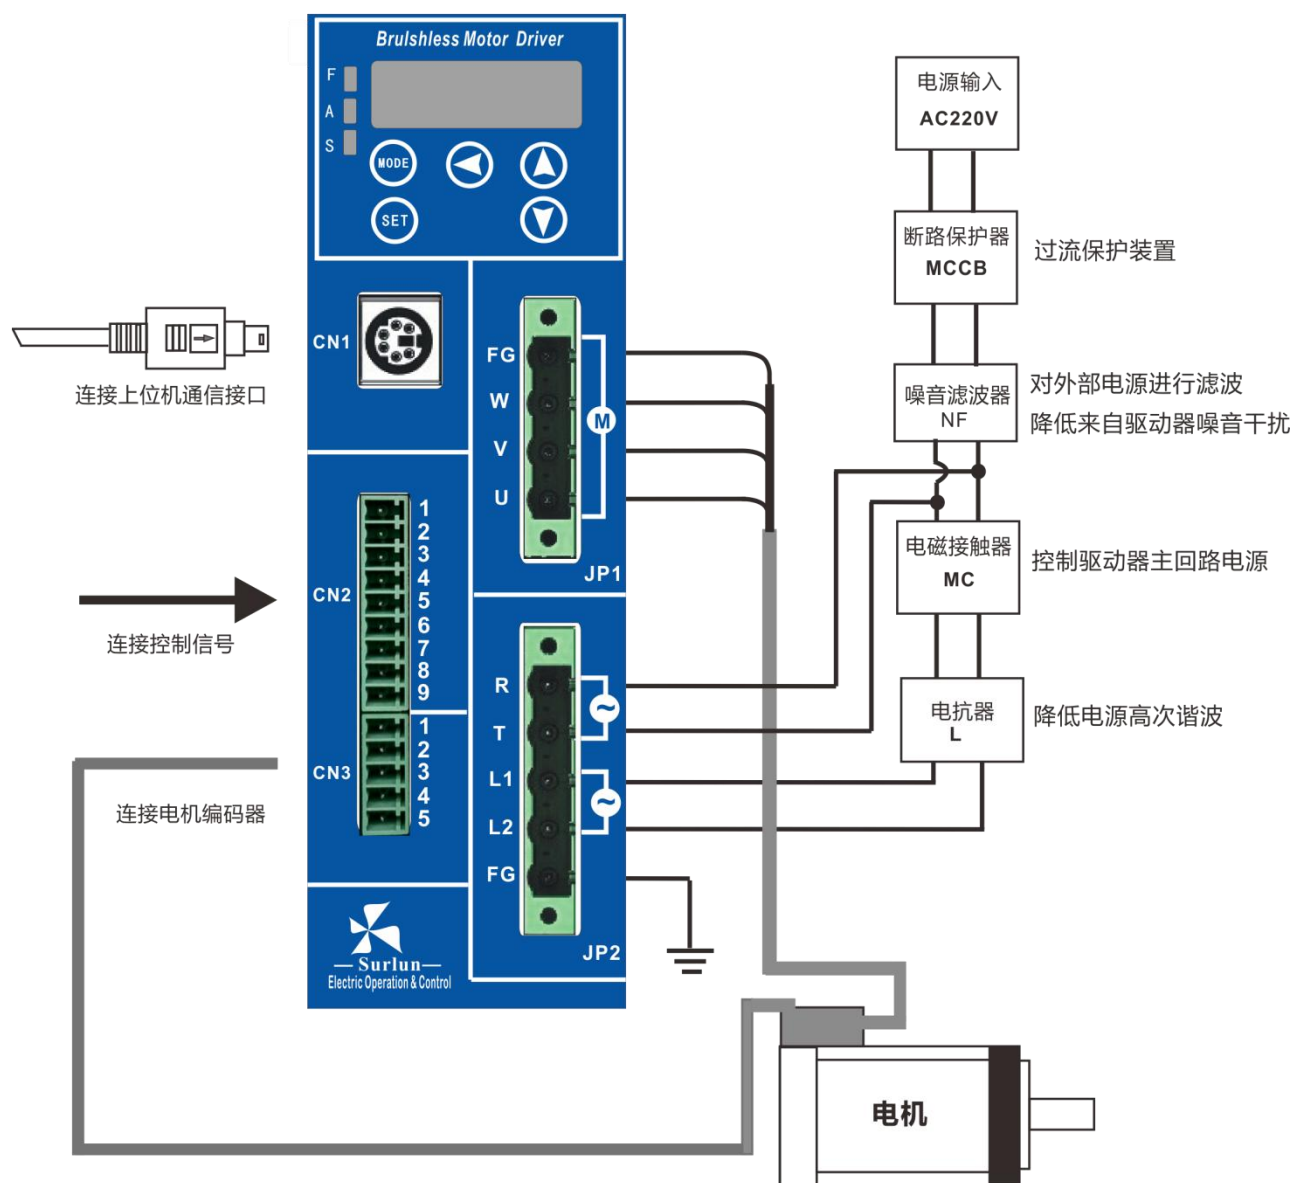 Brulshless Motor Driver
F
A
S
MODE
SET
CN1
连接上位机通信接口
FG
W
V
U
M
JP1
CN2
1
2
3
4
5
6
7
8
9
连接控制信号
CN3
1
2
3
4
5
连接电机编码器
R
T
L1
L2
FG
JP2
Surlun
Electric Operation & Control
电源输入
AC220V
断路保护器
MCCB
过流保护装置
噪音滤波器
NF
对外部电源进行滤波
降低来自驱动器噪音干扰
电磁接触器
MC
控制驱动器主回路电源
电抗器
L
降低电源高次谐波
电机